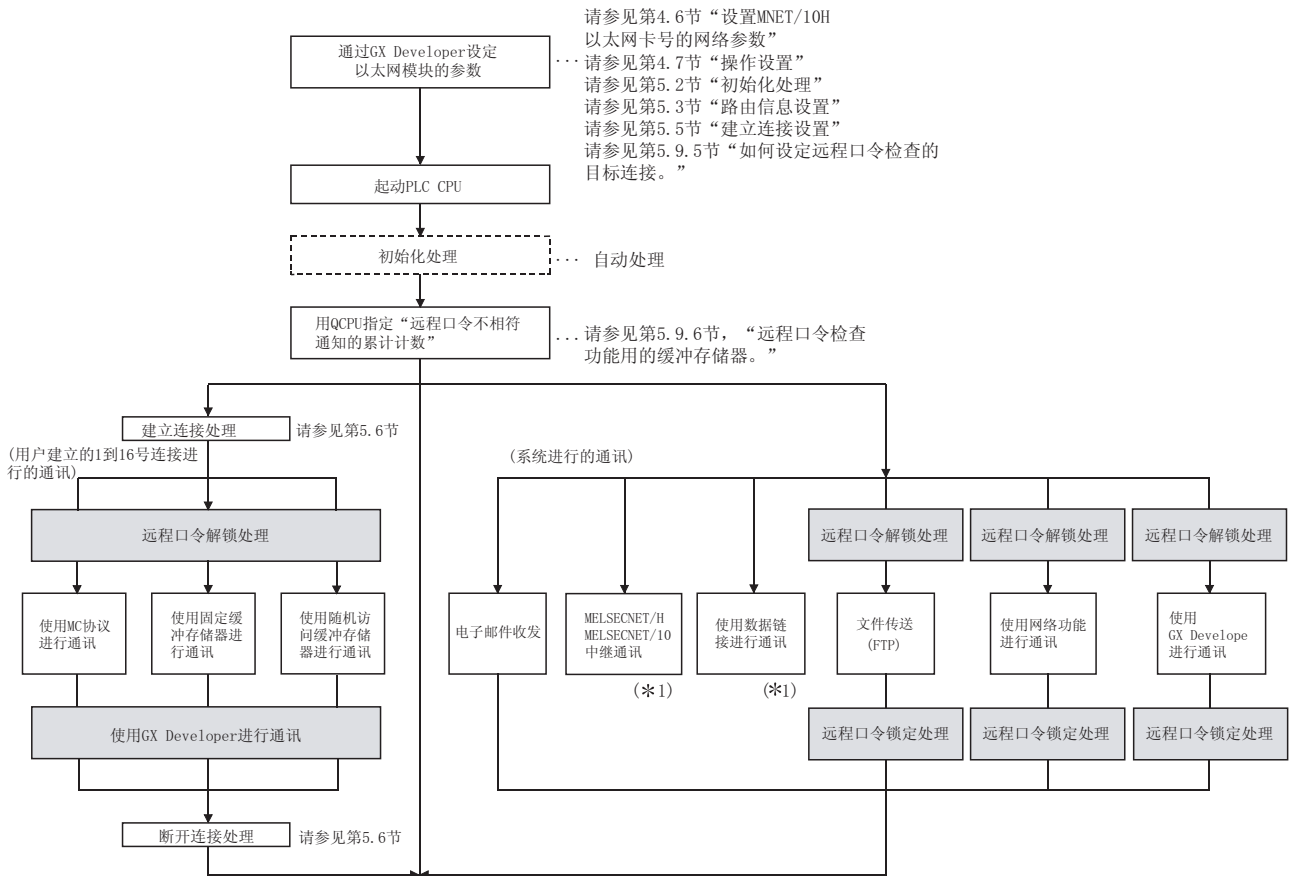 请参见第4.6节“设置MNET/10H
以太网卡号的网络参数”
通过GX Developer设定
以太网模块的参数
···请参见第4.7节“操作设置”
请参见第5.2节“初始化处理”
请参见第5.3节“路由信息设置”
请参见第5.5节“建立连接设置”
请参见第5.9.5节“如何设定远程口令检查的
目标连接。”
起动PLC CPU
初始化处理
··· 自动处理
用QCPU指定“远程口令不相符
通知的累计计数”
...请参见第5.9.6节，“远程口令检查
功能用的缓冲存储器。”
建立连接处理
请参见第5.6节
(用户建立的1到16号连接进
行的通讯)
(系统进行的通讯)
远程口令解锁处理
远程口令解锁处理
远程口令解锁处理
远程口令解锁处理
使用MC协议
进行通讯
使用固定缓
冲存储器进
行通讯
使用随机访
问缓冲存储
器进行通讯
电子邮件收发
MELSECNET/H
MELSECNET/10
中继通讯
(*1)
使用数据链
接进行通讯
(*1)
文件传送
(FTP)
使用网络功能
进行通讯
使用
GX Develope
进行通讯
使用GX Developer进行通讯
远程口令锁定处理
远程口令锁定处理
远程口令锁定处理
断开连接处理
请参见第5.6节